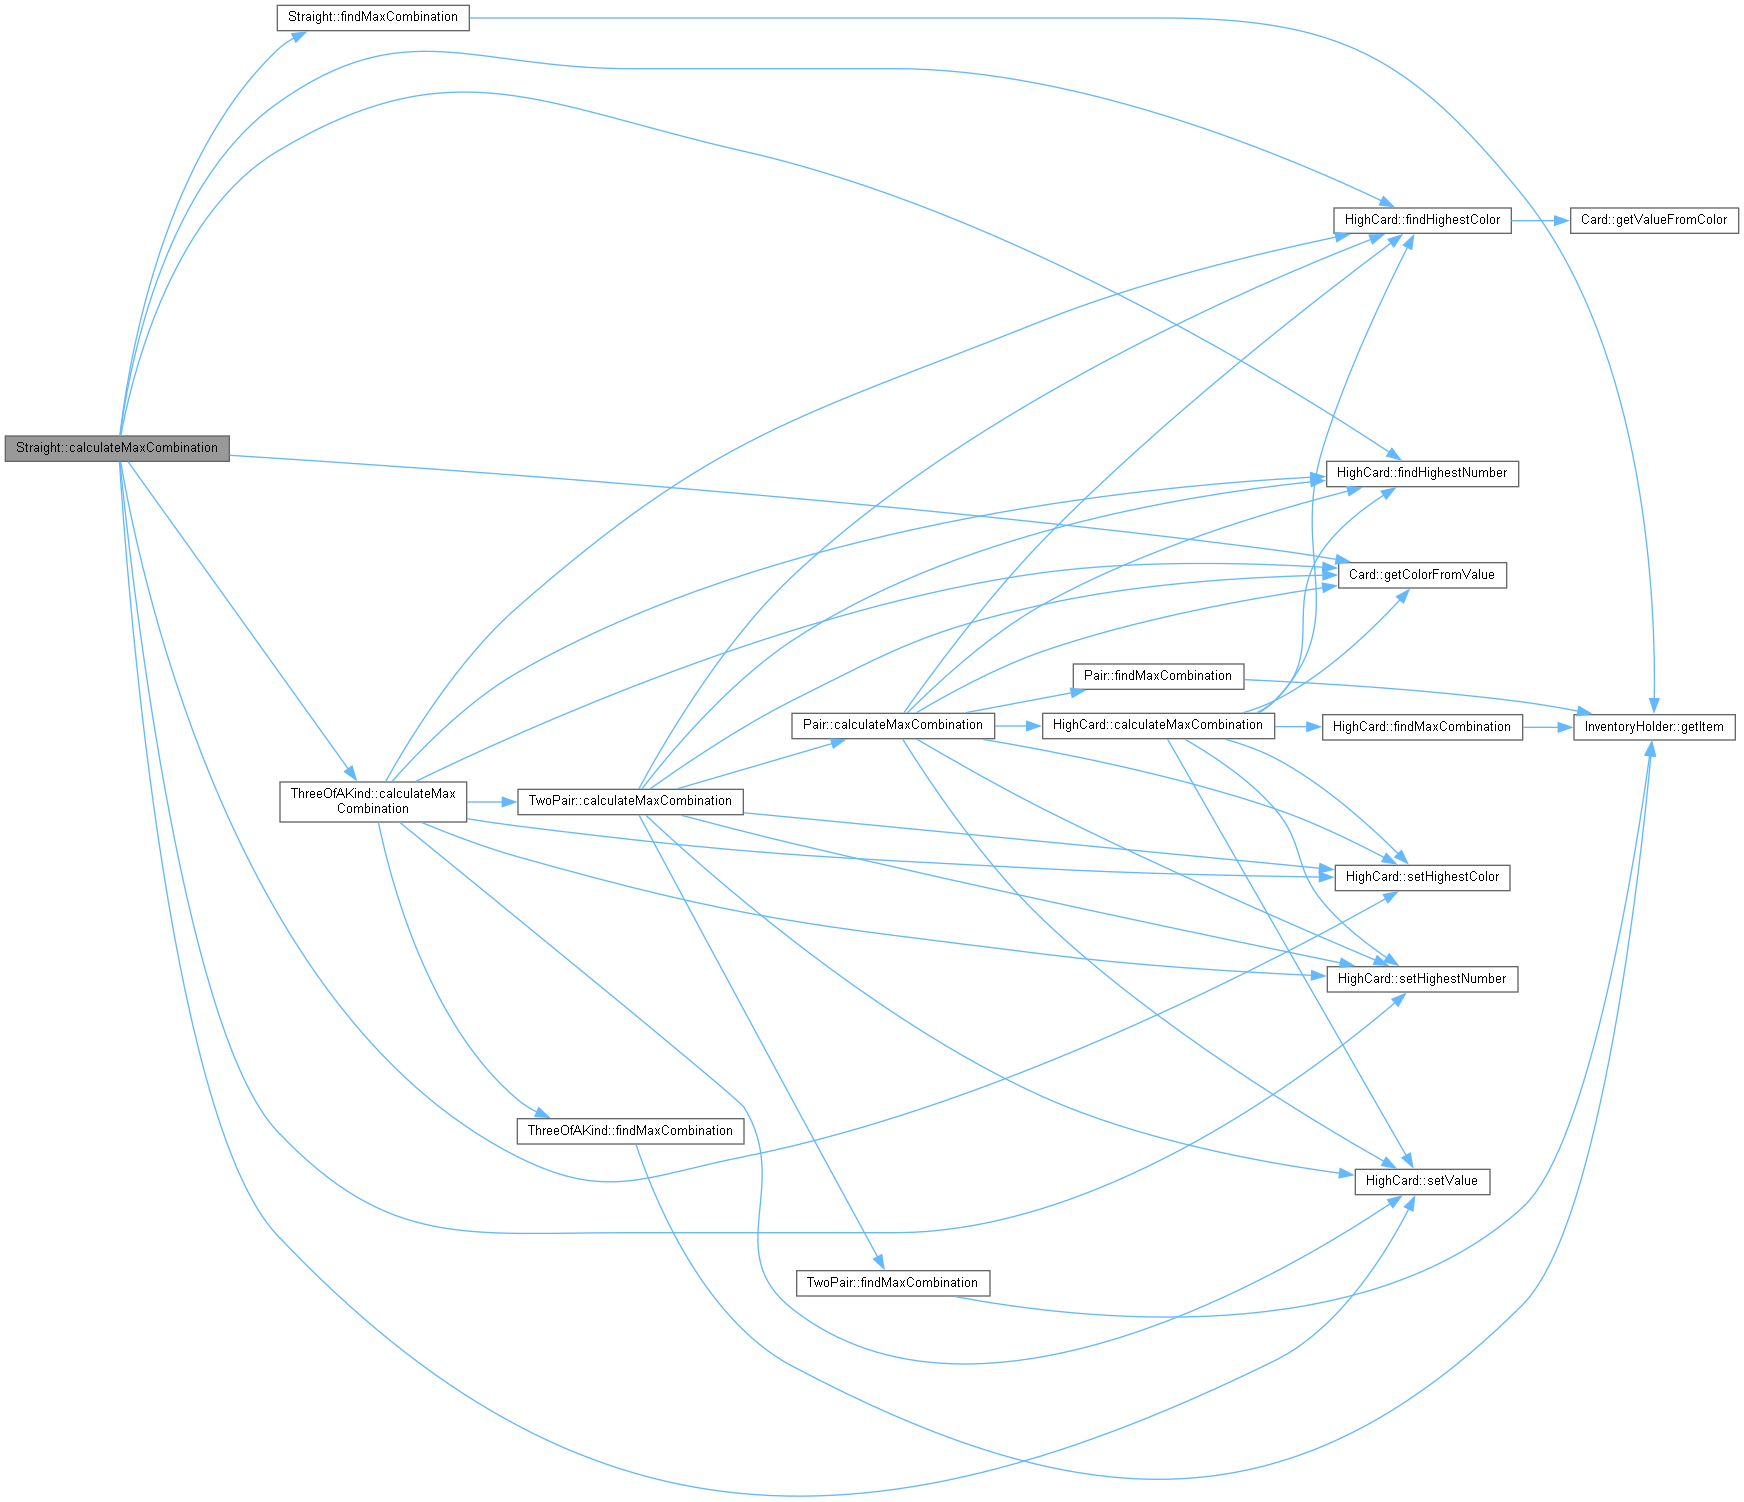 Straight::findMaxCombination
HighCard::findHighestColor
Card::getValueFromColor
Straight::calculateMaxCombination
HighCard::findHighestNumber
Card::getColorFromValue
Pair::findMaxCombination
Pair::calculateMaxCombination
HighCard::calculateMaxCombination
HighCard::findMaxCombination
InventoryHolder::getItem
ThreeOfAKind::calculateMax
Combination
TwoPair::calculateMaxCombination
HighCard::setHighestColor
HighCard::setHighestNumber
ThreeOfAKind::findMaxCombination
HighCard::setValue
TwoPair::findMaxCombination